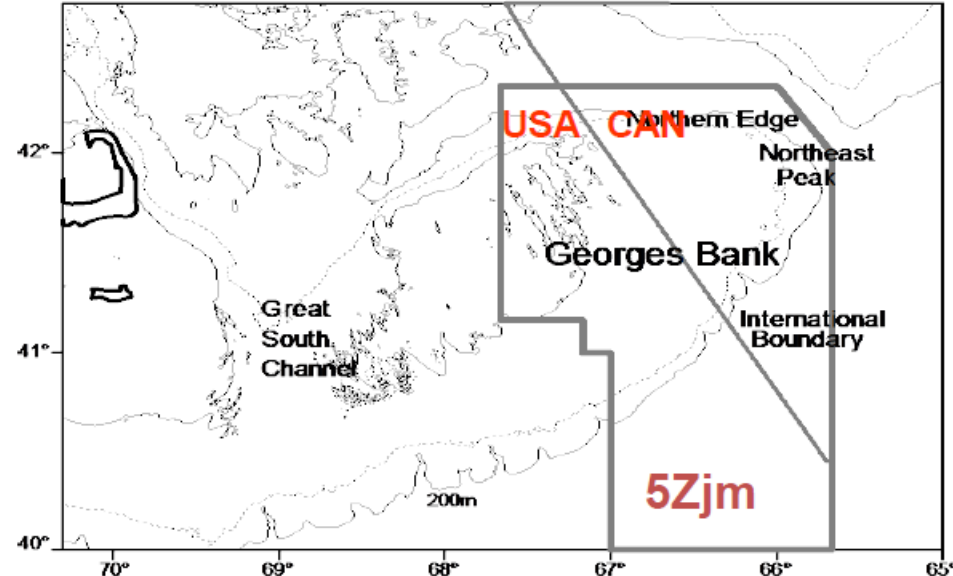 USA CAN
Northern Edge
42°
Northeast
Peak
Georges Bank
Great
South
Channel
International
Boundary
41°
5Zjm
200m
40°
70° 69° 68° 67° 66° 65°